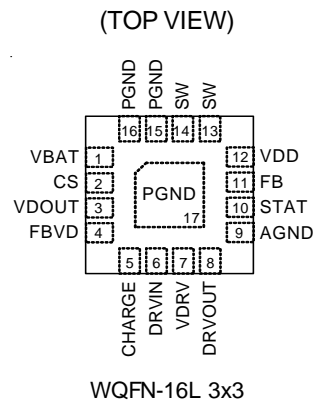 (TOP VIEW)
PGND
PGND
SW
SW
16 15 14 13
VBAT 1
CS 2
VDOUT 3
FBVD 4
12 VDD
11 FB
10 STAT
9 AGND
PGND
17
5 6 7 8
CHARGE
DRVIN
VDRV
DRVOUT
WQFN-16L 3x3